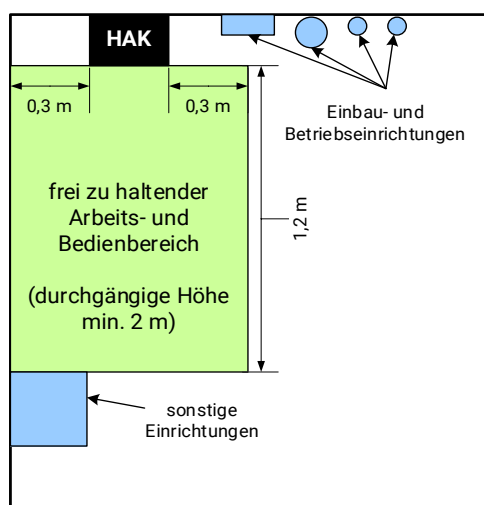 HAK
0,3 m
0,3 m
Einbau- und
Betriebseinrichtungen
frei zu haltender
Arbeits- und
Bedienbereich
(durchgängige Höhe
min. 2 m)
1,2 m
sonstige
Einrichtungen